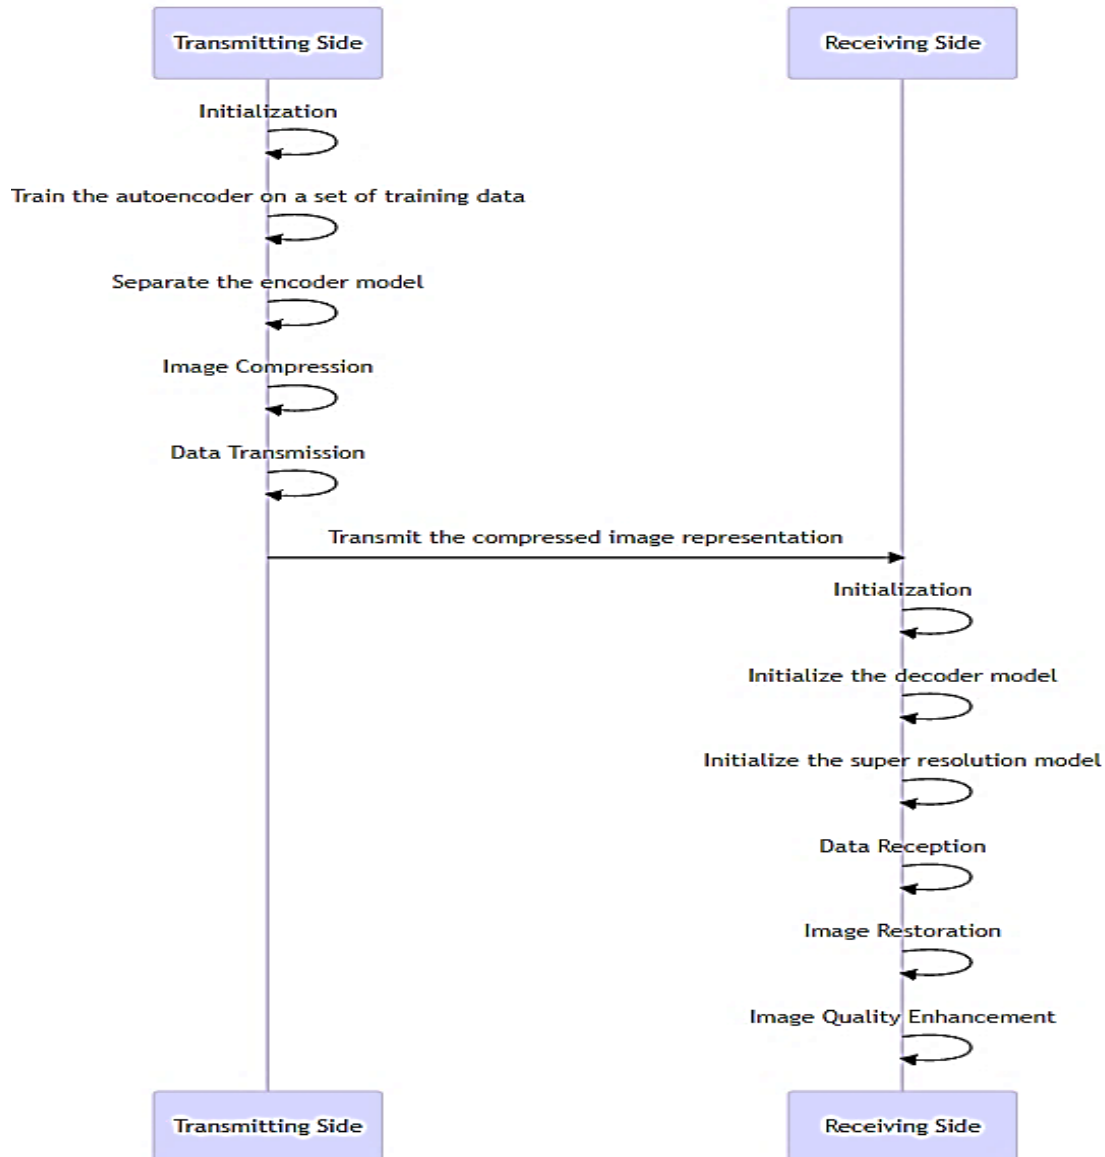 Transmitting Side
Receiving Side
Initialization
Train the autoencoder on a set of training data
Separate the encoder model
Image Compression
Data Transmission
Transmit the compressed image representation
Initialization
Initialize the decoder model
Initialize the super resolution model
Data Reception
Image Restoration
Image Quality Enhancement
Transmitting Side
Receiving Side